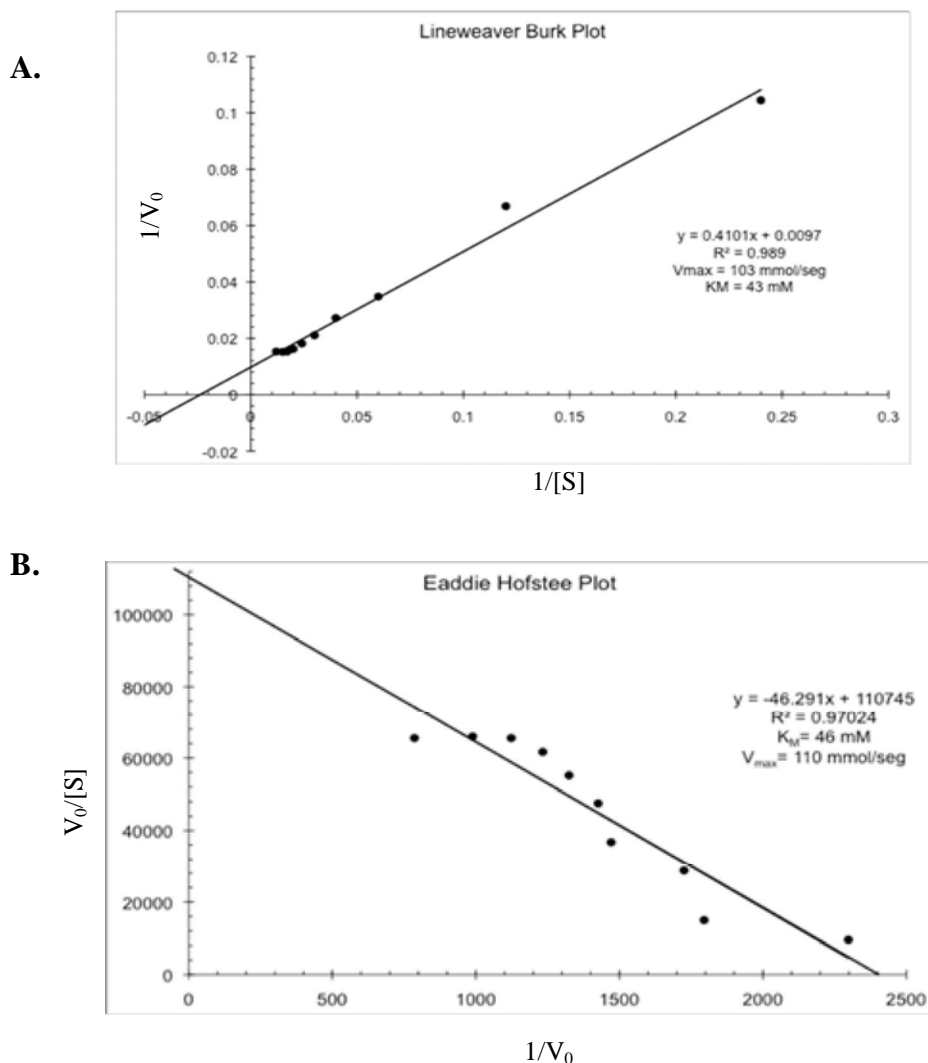 A.
Lineweaver Burk Plot
0.12
0.1
0.08
0.06
0.04
0.02
0
-0.02
1/V₀
y = 0.4101x + 0.0097
R² = 0.989
Vmax = 103 mmol/seg
KM = 43 mM
-0.05 0 0.05 0.1 0.15 0.2 0.25 0.3
1/[S]
B.
Eaddie Hofstee Plot
100000
80000
60000
40000
20000
0
V₀/[S]
y = -46.291x + 110745
R² = 0.97024
K_M= 46 mM
V_max= 110 mmol/seg
0 500 1000 1500 2000 2500
1/V₀